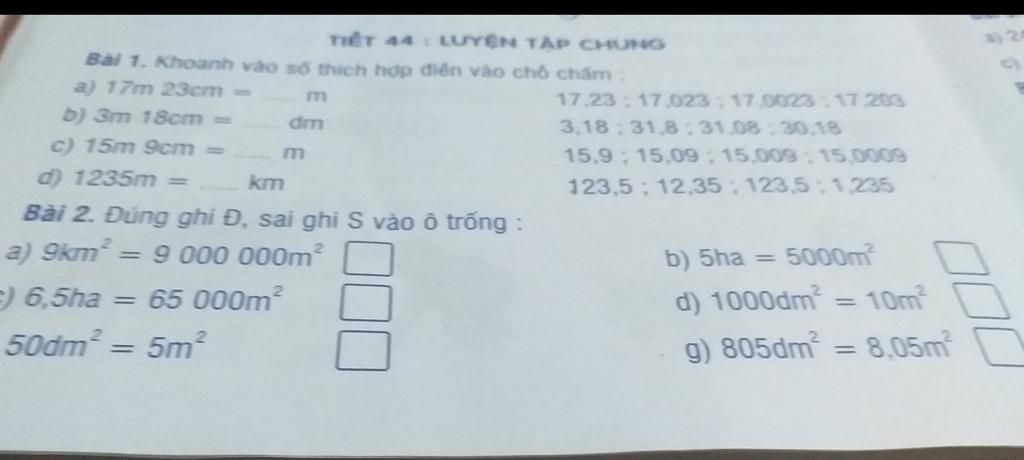 TIẾT 44 : LUYỆN TẬP CHUNG
Bài 1. Khoanh vào số thích hợp điền vào chỗ chấm :
a) 17m 23cm = ...... m 17,23 ; 17,023 ; 17,0023 ; 17,203
b) 3m 18cm = ...... dm 3,18 ; 31,8 ; 31,08 ; 30,18
c) 15m 9cm = ...... m 15,9 ; 15,09 ; 15,009 ; 15,0009
d) 1235m = ...... km 123,5 ; 12,35 ; 123,5 ; 1,235
Bài 2. Đúng ghi Đ, sai ghi S vào ô trống :
a) 9km² = 9 000 000m² b) 5ha = 5000m²
) 6,5ha = 65 000m² d) 1000dm² = 10m²
50dm² = 5m² g) 805dm² = 8,05m²
a) 2
c)